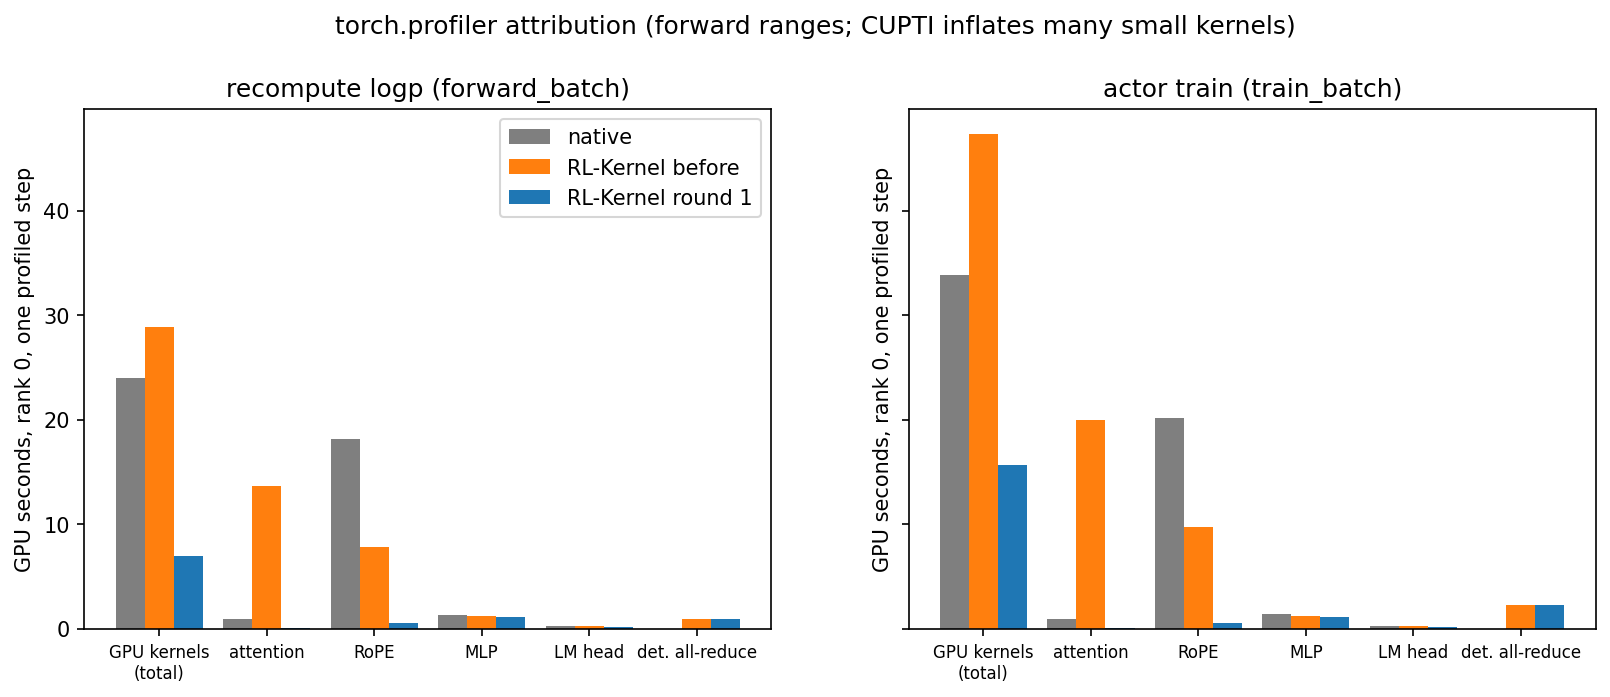 torch.profiler attribution (forward ranges; CUPTI inflates many small kernels)
recompute logp (forward_batch)
GPU seconds, rank 0, one profiled step
40
30
20
10
0
native
RL-Kernel before
RL-Kernel round 1
GPU kernels
(total)
attention
RoPE
MLP
LM head
det. all-reduce
actor train (train_batch)
GPU seconds, rank 0, one profiled step
GPU kernels
(total)
attention
RoPE
MLP
LM head
det. all-reduce